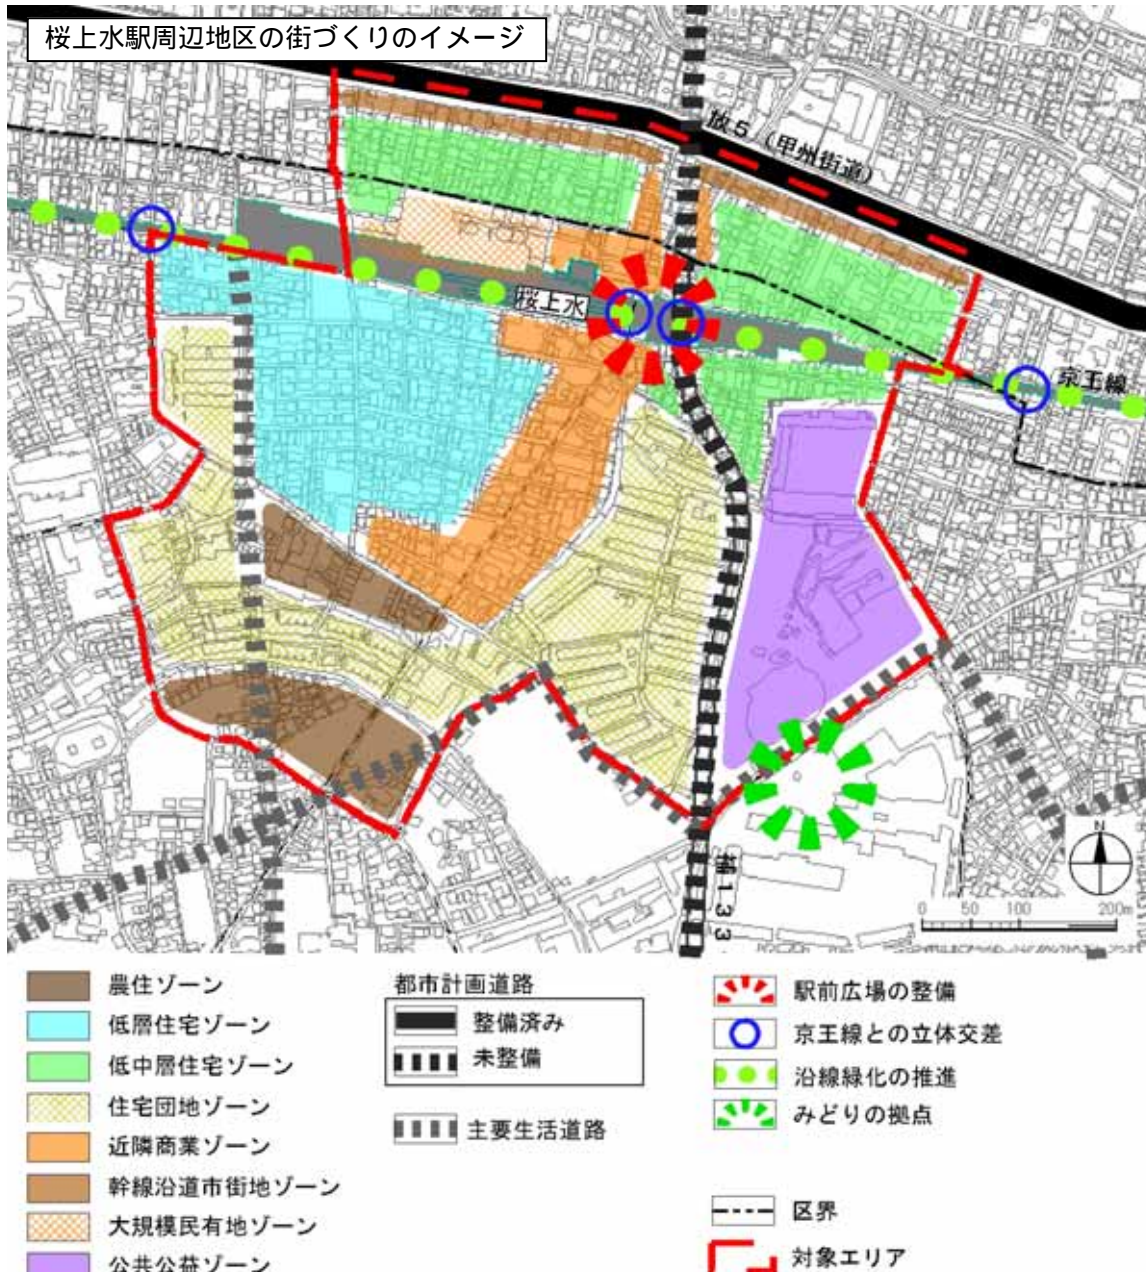 桜上水駅周辺地区の街づくりのイメージ
放5(甲州街道)
桜上水
京王線
補133
N
0 50 100 200m
農住ゾーン
低層住宅ゾーン
低中層住宅ゾーン
住宅団地ゾーン
近隣商業ゾーン
幹線沿道市街地ゾーン
大規模民有地ゾーン
公共公益ゾーン
都市計画道路
整備済み
未整備
主要生活道路
駅前広場の整備
京王線との立体交差
沿線緑化の推進
みどりの拠点
区界
対象エリア